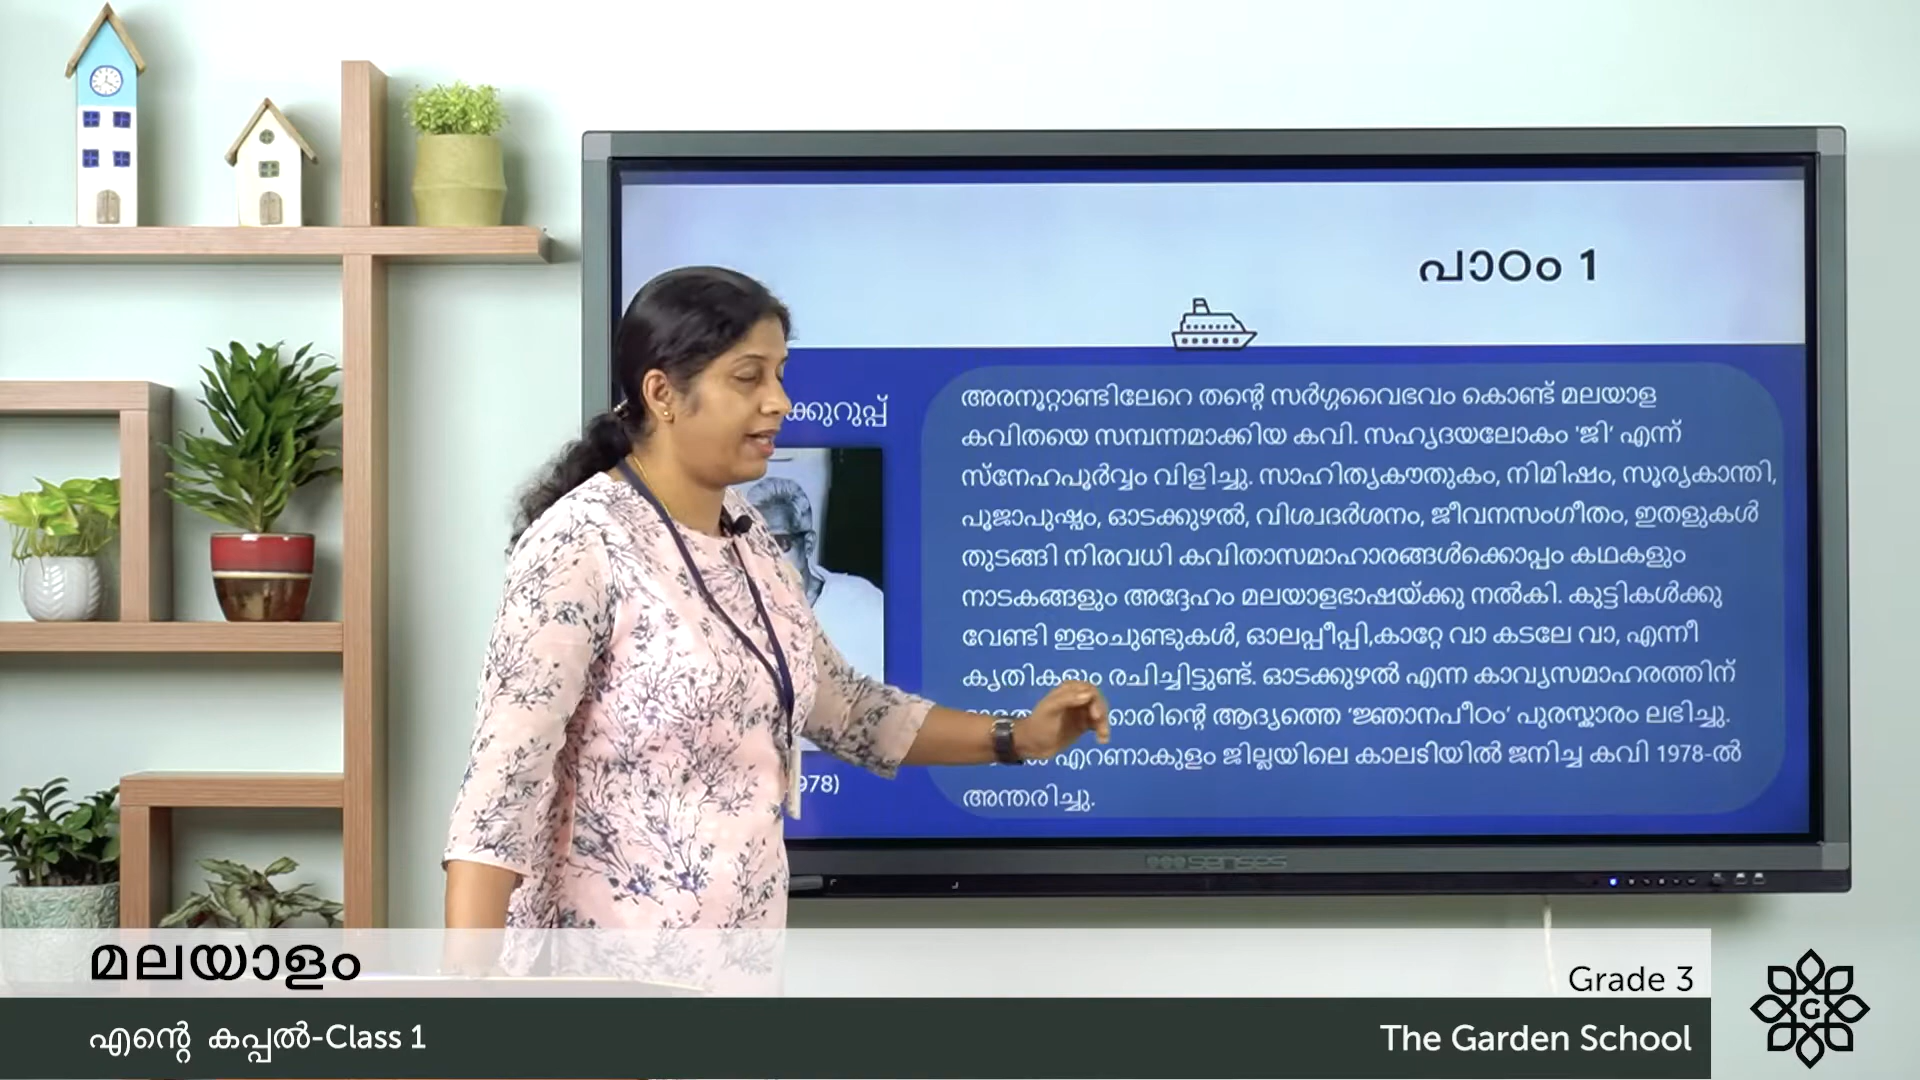 പാഠം 1
ക്കുറുപ്പ്
അരനൂറ്റാണ്ടിലേറെ തന്റെ സർഗ്ഗവൈഭവം കൊണ്ട് മലയാള
കവിതയെ സമ്പന്നമാക്കിയ കവി. സഹൃദയലോകം 'ജി' എന്ന്
സ്നേഹപൂർവ്വം വിളിച്ചു. സാഹിത്യകൗതുകം, നിമിഷം, സൂര്യകാന്തി,
പൂജാപുഷ്പം, ഓടക്കുഴൽ, വിശ്വദർശനം, ജീവനസംഗീതം, ഇതളുകൾ
തുടങ്ങി നിരവധി കവിതാസമാഹാരങ്ങൾക്കൊപ്പം കഥകളും
നാടകങ്ങളും അദ്ദേഹം മലയാളഭാഷയ്ക്കു നൽകി. കുട്ടികൾക്കു
വേണ്ടി ഇളംചുണ്ടുകൾ, ഓലപ്പീപ്പി,കാറ്റേ വാ കടലേ വാ, എന്നീ
കൃതികളും രചിച്ചിട്ടുണ്ട്. ഓടക്കുഴൽ എന്ന കാവ്യസമാഹരത്തിന്
ആദ്യത്തെ 'ജ്ഞാനപീഠം' പുരസ്കാരം ലഭിച്ചു.
എറണാകുളം ജില്ലയിലെ കാലടിയിൽ ജനിച്ച കവി 1978-ൽ
അന്തരിച്ചു.
978)
senses
മലയാളം
Grade 3
എന്റെ കപ്പൽ-Class 1
The Garden School
G